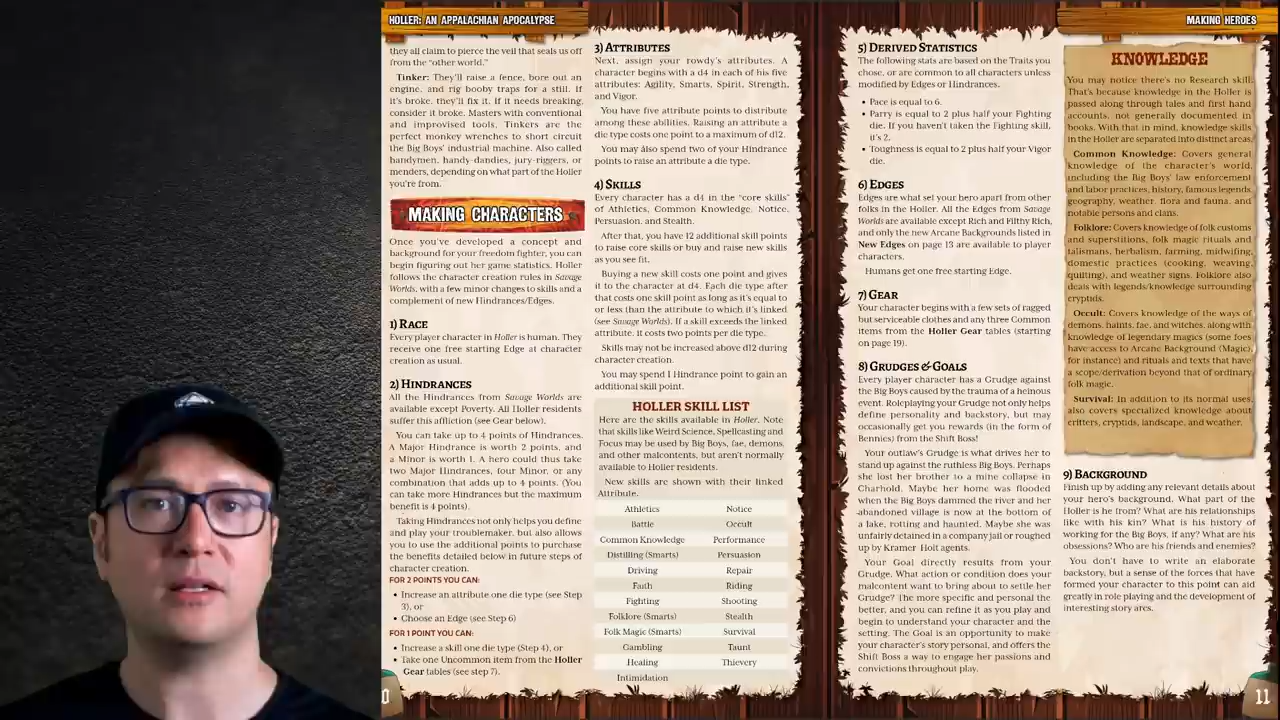 HOLLER: AN APPALACHIAN APOCALYPSE
they all claim to pierce the veil that seals us off
from the "other world."
Tinker: They'll raise a fence, bore out an
engine, and rig booby traps for a still. If
it's broke, they'll fix it. If it needs breaking,
consider it broke. Masters with conventional
and improvised tools, Tinkers are the
perfect monkey wrenches to short circuit
the Big Boys' industrial machine. Also called
handymen, handy-dandies, jury-riggers, or
menders, depending on what part of the Holler
you're from.
MAKING CHARACTERS
Once you've developed a concept and
background for your freedom fighter, you can
begin figuring out her game statistics. Holler
follows the character creation rules in Savage
Worlds, with a few minor changes to skills and a
complement of new Hindrances/Edges.
1) RACE
Every player character in Holler is human. They
receive one free starting Edge at character
creation as usual.
2) HINDRANCES
All the Hindrances from Savage Worlds are
available except Poverty. All Holler residents
suffer this affliction (see Gear below).
You can take up to 4 points of Hindrances.
A Major Hindrance is worth 2 points, and
a Minor is worth 1. A hero could thus take
two Major Hindrances, four Minor, or any
combination that adds up to 4 points. (You
can take more Hindrances but the maximum
benefit is 4 points).
Taking Hindrances not only helps you define
and play your troublemaker, but also allows
you to use the additional points to purchase
the benefits detailed below in future steps of
character creation.
FOR 2 POINTS YOU CAN:
• Increase an attribute one die type (see Step
3), or
• Choose an Edge (see Step 6)
FOR 1 POINT YOU CAN:
• Increase a skill one die type (Step 4), or
• Take one Uncommon item from the Holler
Gear tables (see step 7).
3) ATTRIBUTES
Next, assign your rowdy's attributes. A
character begins with a d4 in each of his five
attributes: Agility, Smarts, Spirit, Strength,
and Vigor.
You have five attribute points to distribute
among these abilities. Raising an attribute a
die type costs one point to a maximum of d12.
You may also spend two of your Hindrance
points to raise an attribute a die type.
4) SKILLS
Every character has a d4 in the "core skills"
of Athletics, Common Knowledge, Notice,
Persuasion, and Stealth.
After that, you have 12 additional skill points
to raise core skills or buy and raise new skills
as you see fit.
Buying a new skill costs one point and gives
it to the character at d4. Each die type after
that costs one skill point as long as it's equal to
or less than the attribute to which it's linked
(see Savage Worlds). If a skill exceeds the linked
attribute, it costs two points per die type.
Skills may not be increased above d12 during
character creation.
You may spend 1 Hindrance point to gain an
additional skill point.
HOLLER SKILL LIST
Here are the skills available in Holler. Note
that skills like Weird Science, Spellcasting and
Focus may be used by Big Boys, fae, demons,
and other malcontents, but aren't normally
available to Holler residents.
New skills are shown with their linked
Attribute.
Athletics Notice
Battle Occult
Common Knowledge Performance
Distilling (Smarts) Persuasion
Driving Repair
Faith Riding
Fighting Shooting
Folklore (Smarts) Stealth
Folk Magic (Smarts) Survival
Gambling Taunt
Healing Thievery
Intimidation
MAKING HEROES
5) DERIVED STATISTICS
The following stats are based on the Traits you
chose, or are common to all characters unless
modified by Edges or Hindrances.
• Pace is equal to 6.
• Parry is equal to 2 plus half your Fighting
die. If you haven't taken the Fighting skill,
it's 2.
• Toughness is equal to 2 plus half your Vigor
die.
6) EDGES
Edges are what set your hero apart from other
folks in the Holler. All the Edges from Savage
Worlds are available except Rich and Filthy Rich,
and only the new Arcane Backgrounds listed in
New Edges on page 13 are available to player
characters.
Humans get one free starting Edge.
7) GEAR
Your character begins with a few sets of ragged
but serviceable clothes and any three Common
items from the Holler Gear tables (starting
on page 19).
8) GRUDGES & GOALS
Every player character has a Grudge against
the Big Boys caused by the trauma of a heinous
event. Roleplaying your Grudge not only helps
define personality and backstory, but may
occasionally get you rewards (in the form of
Bennies) from the Shift Boss!
Your outlaw's Grudge is what drives her to
stand up against the ruthless Big Boys. Perhaps
she lost her brother to a mine collapse in
Charhold. Maybe her home was flooded
when the Big Boys dammed the river and her
abandoned village is now at the bottom of
a lake, rotting and haunted. Maybe she was
unfairly detained in a company jail or roughed
up by Kramer Holt agents.
Your Goal directly results from your
Grudge. What action or condition does your
malcontent want to bring about to settle her
Grudge? The more specific and personal the
better, and you can refine it as you play and
begin to understand your character and the
setting. The Goal is an opportunity to make
your character's story personal, and offers the
Shift Boss a way to engage her passions and
convictions throughout play.
KNOWLEDGE
You may notice there's no Research skill.
That's because knowledge in the Holler is
passed along through tales and first hand
accounts, not generally documented in
books. With that in mind, knowledge skills
in the Holler are separated into distinct areas.
Common Knowledge: Covers general
knowledge of the character's world,
including the Big Boys' law enforcement
and labor practices, history, famous legends,
geography, weather, flora and fauna, and
notable persons and clans.
Folklore: Covers knowledge of folk customs
and superstitions, folk magic rituals and
talismans, herbalism, farming, midwifing,
domestic practices (cooking, weaving,
quilting), and weather signs. Folklore also
deals with legends/knowledge surrounding
cryptids.
Occult: Covers knowledge of the ways of
demons, haints, fae, and witches, along with
knowledge of legendary magics (some foes
have access to Arcane Background (Magic),
for instance) and rituals and texts that have
a scope/derivation beyond that of ordinary
folk magic.
Survival: In addition to its normal uses,
also covers specialized knowledge about
critters, cryptids, landscape, and weather.
9) BACKGROUND
Finish up by adding any relevant details about
your hero's background. What part of the
Holler is he from? What are his relationships
like with his kin? What is his history of
working for the Big Boys, if any? What are his
obsessions? Who are his friends and enemies?
You don't have to write an elaborate
backstory, but a sense of the forces that have
formed your character to this point can aid
greatly in role playing and the development of
interesting story arcs.
11